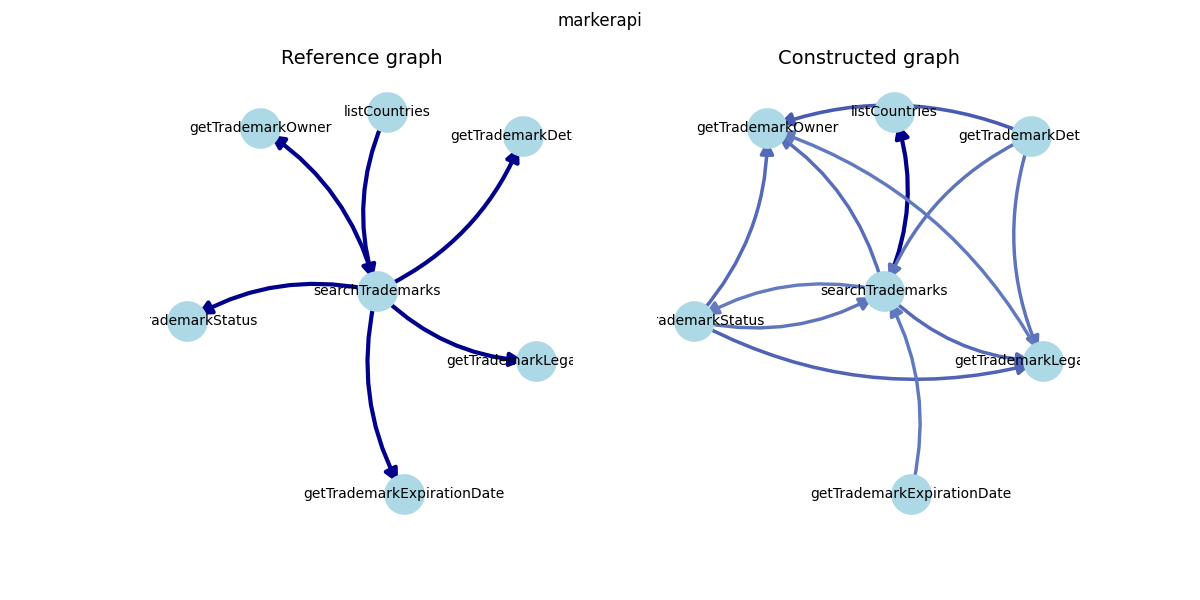 markerapi
Reference graph
Constructed graph
listCountries
getTrademarkOwner
getTrademarkDet
searchTrademarks
rademarkStatus
getTrademarkLega
getTrademarkExpirationDate
listCountries
getTrademarkOwner
getTrademarkDet
searchTrademarks
rademarkStatus
getTrademarkLega
getTrademarkExpirationDate